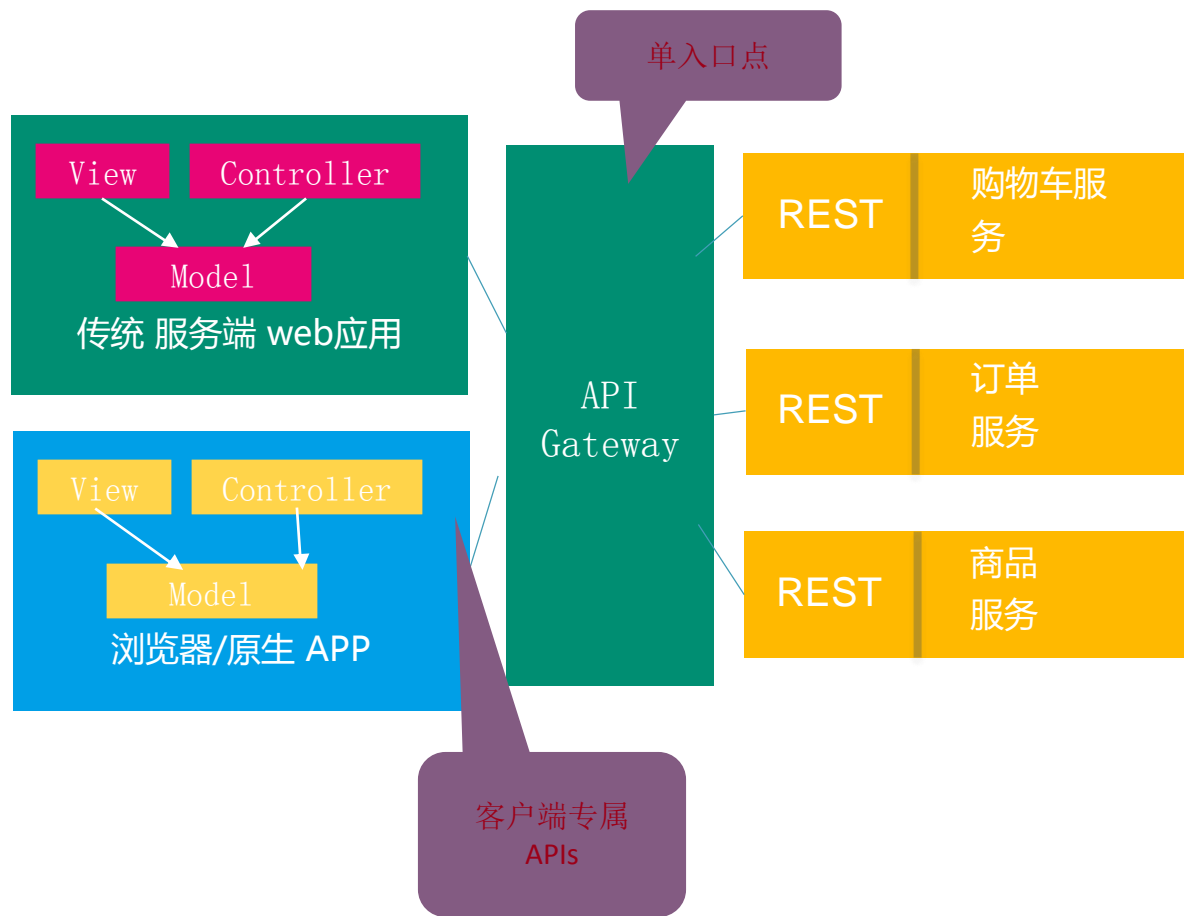 单入口点
View
Controller
Model
传统 服务端 web应用
View
Controller
Model
浏览器/原生 APP
API
Gateway
REST
购物车服
务
REST
订单
服务
REST
商品
服务
客户端专属
APIs